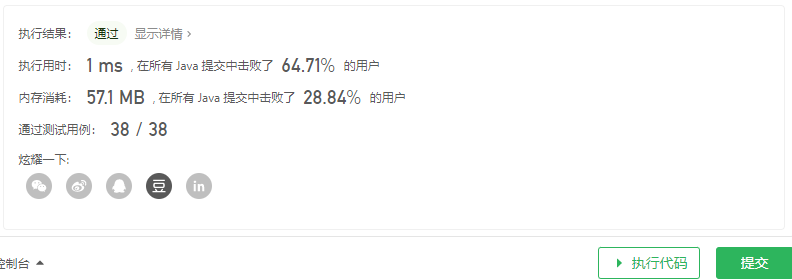 执行结果： 通过 显示详情 ›
执行用时： 1 ms , 在所有 Java 提交中击败了 64.71% 的用户
内存消耗： 57.1 MB , 在所有 Java 提交中击败了 28.84% 的用户
通过测试用例： 38 / 38
炫耀一下:
豆 in
控制台 执行代码 提交